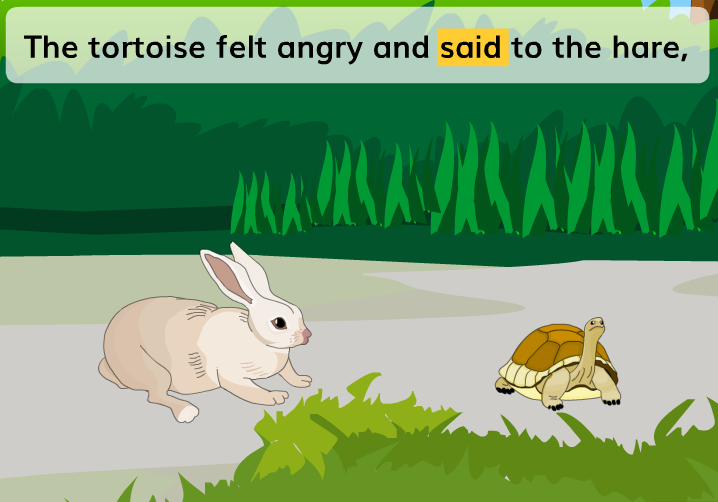 The tortoise felt angry and said to the hare,